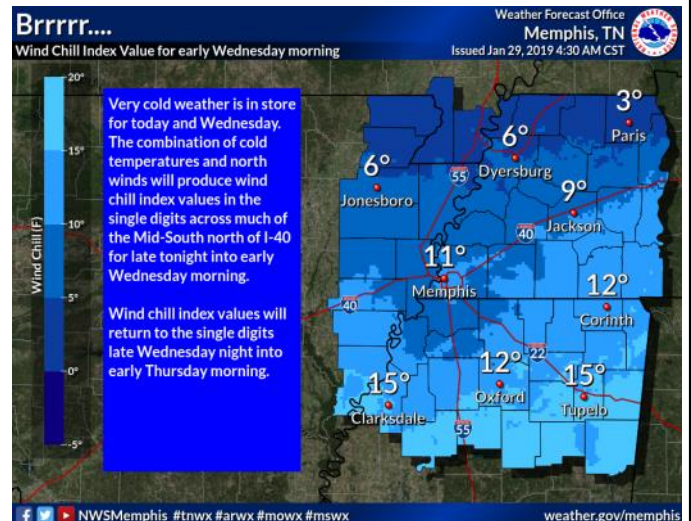 Brrrrr....
Wind Chill Index Value for early Wednesday morning
Weather Forecast Office
Memphis, TN
Issued Jan 29, 2019 4:30 AM CST
Wind Chill (F)
20°
15°
10°
5°
0°
-5°
Very cold weather is in store
for today and Wednesday.
The combination of cold
temperatures and north
winds will produce wind
chill index values in the
single digits across much of
the Mid-South north of I-40
for late tonight into early
Wednesday morning.
Wind chill index values will
return to the single digits
late Wednesday night into
early Thursday morning.
3°
Paris
6°
Dyersburg
6°
Jonesboro
55
9°
Jackson
40
11°
Memphis
12°
Corinth
40
22
12°
Oxford
15°
Tupelo
15°
Clarksdale
55
NWSMemphis #tnwx #arwx #mowx #mswx
weather.gov/memphis